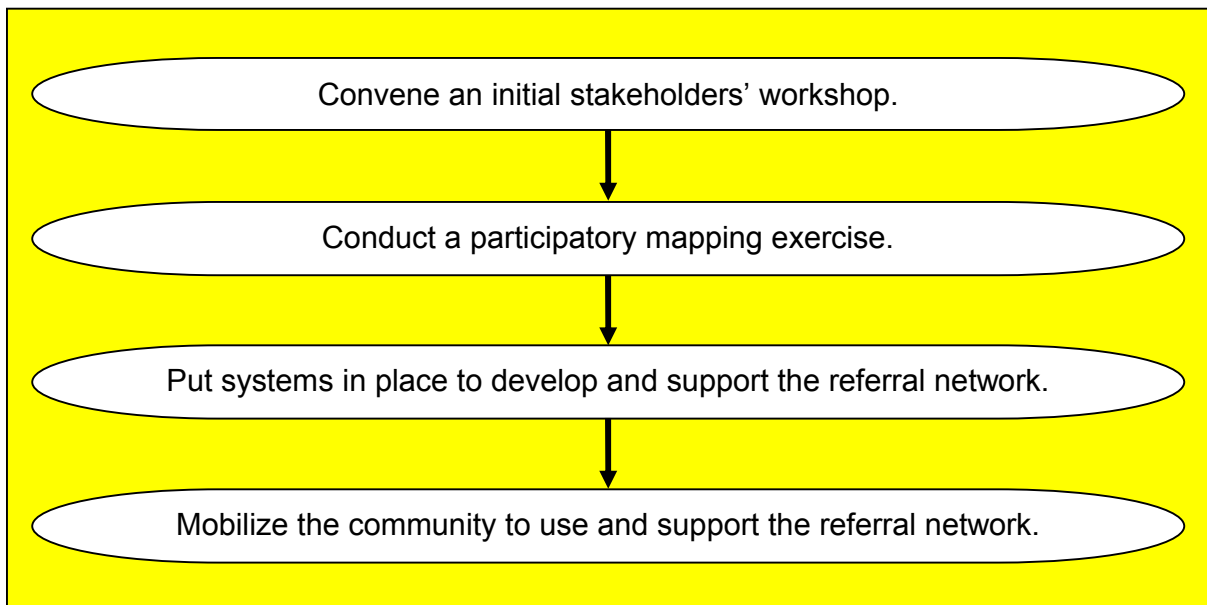 Convene an initial stakeholders’ workshop.
Conduct a participatory mapping exercise.
Put systems in place to develop and support the referral network.
Mobilize the community to use and support the referral network.